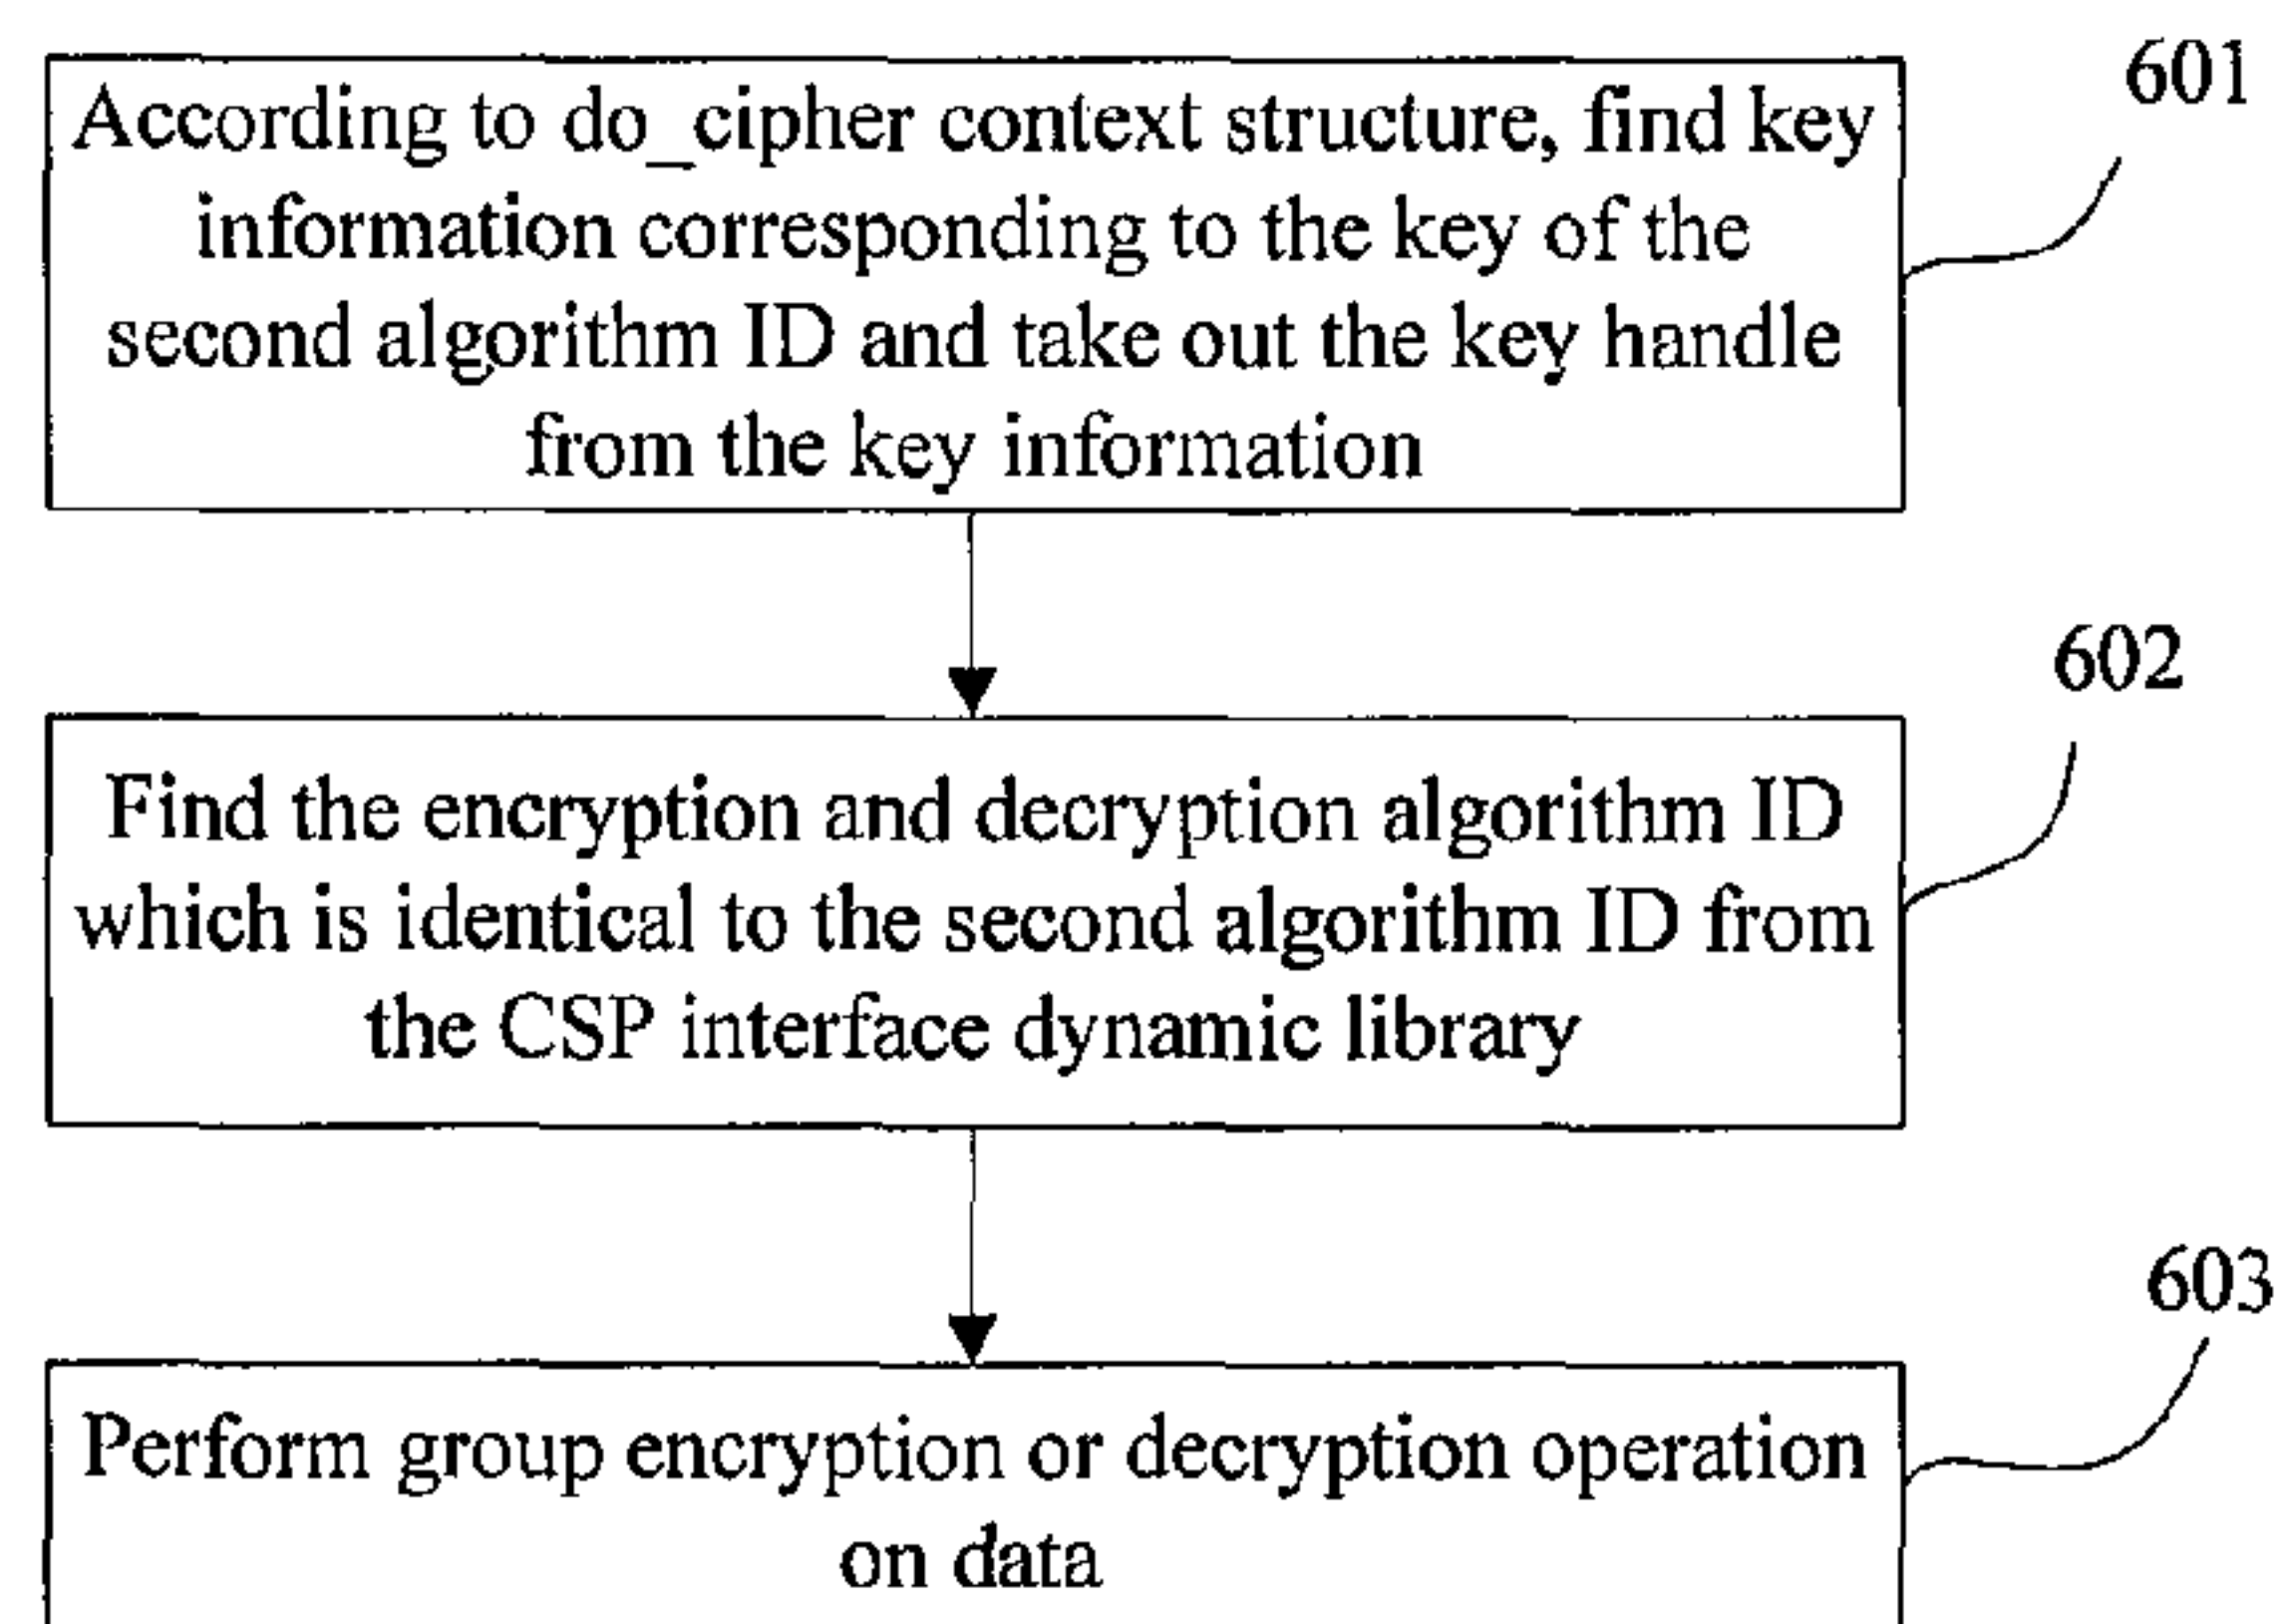 601
According to do_cipher context structure, find key
information corresponding to the key of the
second algorithm ID and take out the key handle
from the key information
602
Find the encryption and decryption algorithm ID
which is identical to the second algorithm ID from
the CSP interface dynamic library
603
Perform group encryption or decryption operation
on data